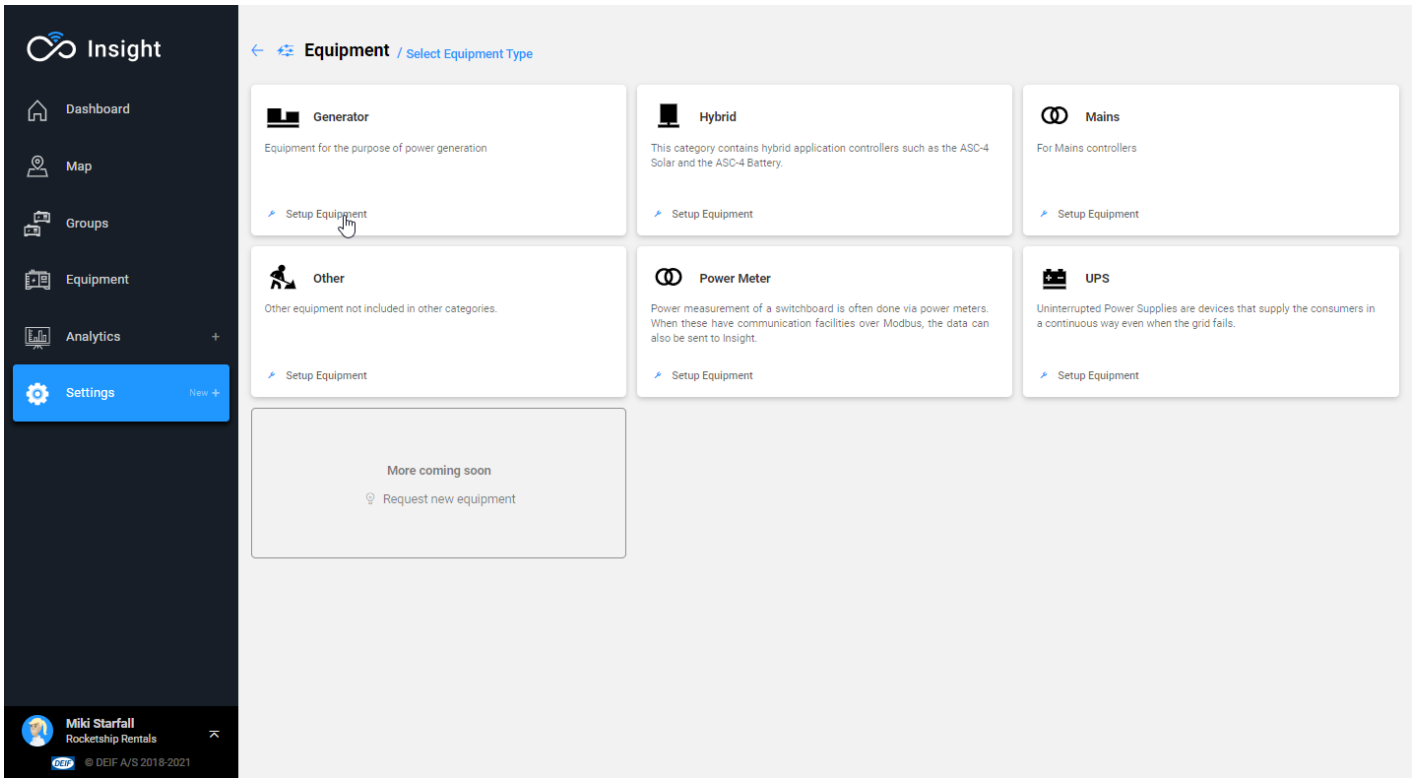 Insight
Dashboard
Map
Groups
Equipment
Analytics +
Settings New +
Miki Starfall
Rocketship Rentals
DEIF © DEIF A/S 2018-2021
Equipment / Select Equipment Type
Generator
Equipment for the purpose of power generation
Setup Equipment
Hybrid
This category contains hybrid application controllers such as the ASC-4
Solar and the ASC-4 Battery.
Setup Equipment
Mains
For Mains controllers
Setup Equipment
Other
Other equipment not included in other categories.
Setup Equipment
Power Meter
Power measurement of a switchboard is often done via power meters.
When these have communication facilities over Modbus, the data can
also be sent to Insight.
Setup Equipment
UPS
Uninterrupted Power Supplies are devices that supply the consumers in
a continuous way even when the grid fails.
Setup Equipment
More coming soon
Request new equipment